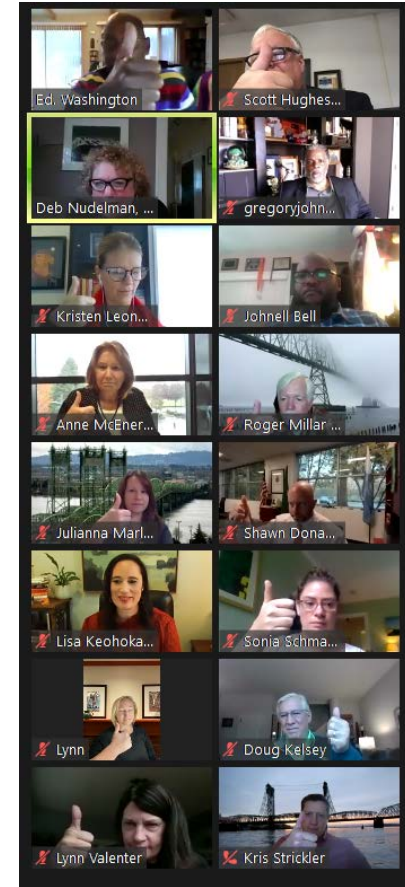 Ed. Washington
Scott Hughes...
Deb Nudelman, ...
gregoryjohn...
Kristen Leon...
Johnell Bell
Anne McEner...
Roger Millar
Julianna Marl...
Shawn Dona...
Lisa Keohoka...
Sonia Schma...
Lynn
Doug Kelsey
Lynn Valenter
Kris Strickler